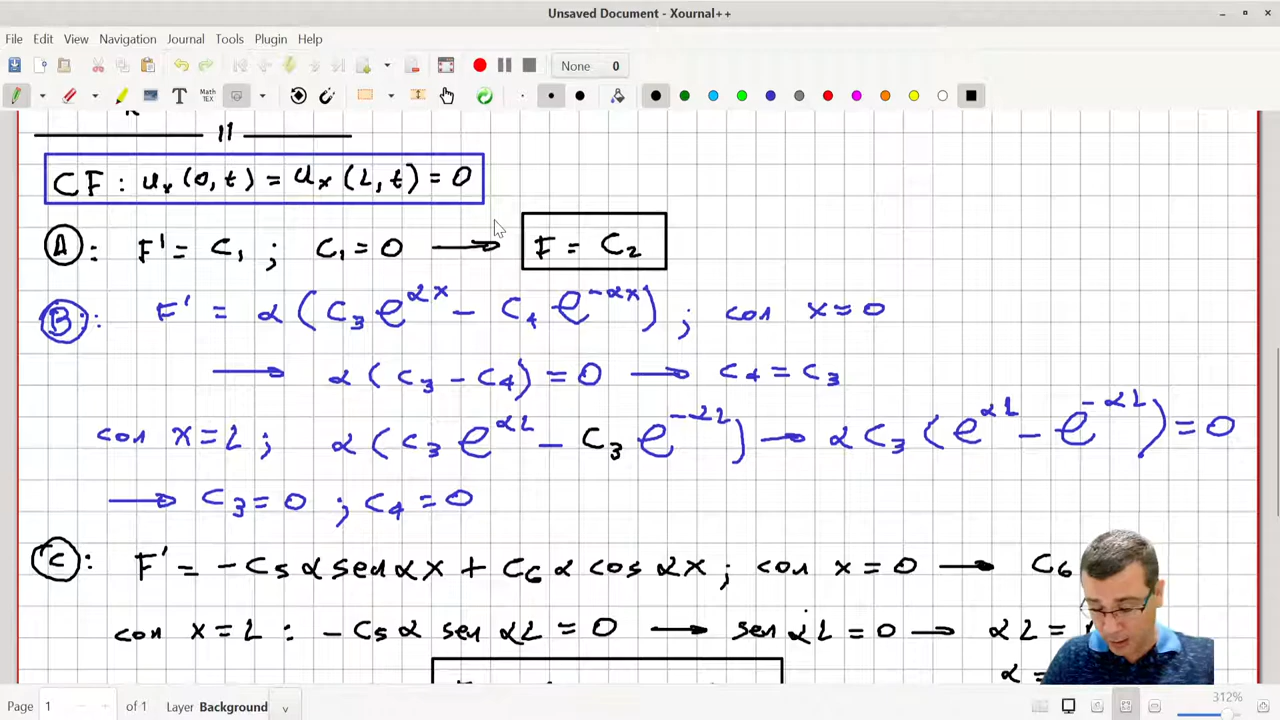 Unsaved Document - Xournal++
File Edit View Navigation Journal Tools Plugin Help
None 0
CF: uₓ(0,t) = uₓ(L,t) = 0
A: F' = C₁ ; C₁ = 0 → F = C₂
B: F' = α(C₃e^{αx} - C₄e^{-αx}) ; con x=0
→ α(C₃ - C₄) = 0 → C₄ = C₃
con x=L; α(C₃e^{αL} - C₃e^{-αL}) → αC₃(e^{αL} - e^{-αL}) = 0
→ C₃ = 0 ; C₄ = 0
C: F' = -C₅α sen αx + C₆α cos αx ; con x=0 → C₆
con x=L: -C₅α sen αL = 0 → sen αL = 0 → αL =
α =
Page 1 of 1 Layer Background 312%